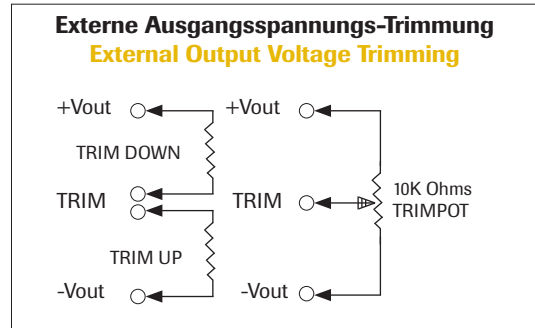 Externe Ausgangsspannungs-Trimmung
External Output Voltage Trimming
+Vout
TRIM DOWN
TRIM
TRIM UP
-Vout
+Vout
TRIM
10K Ohms
TRIMPOT
-Vout